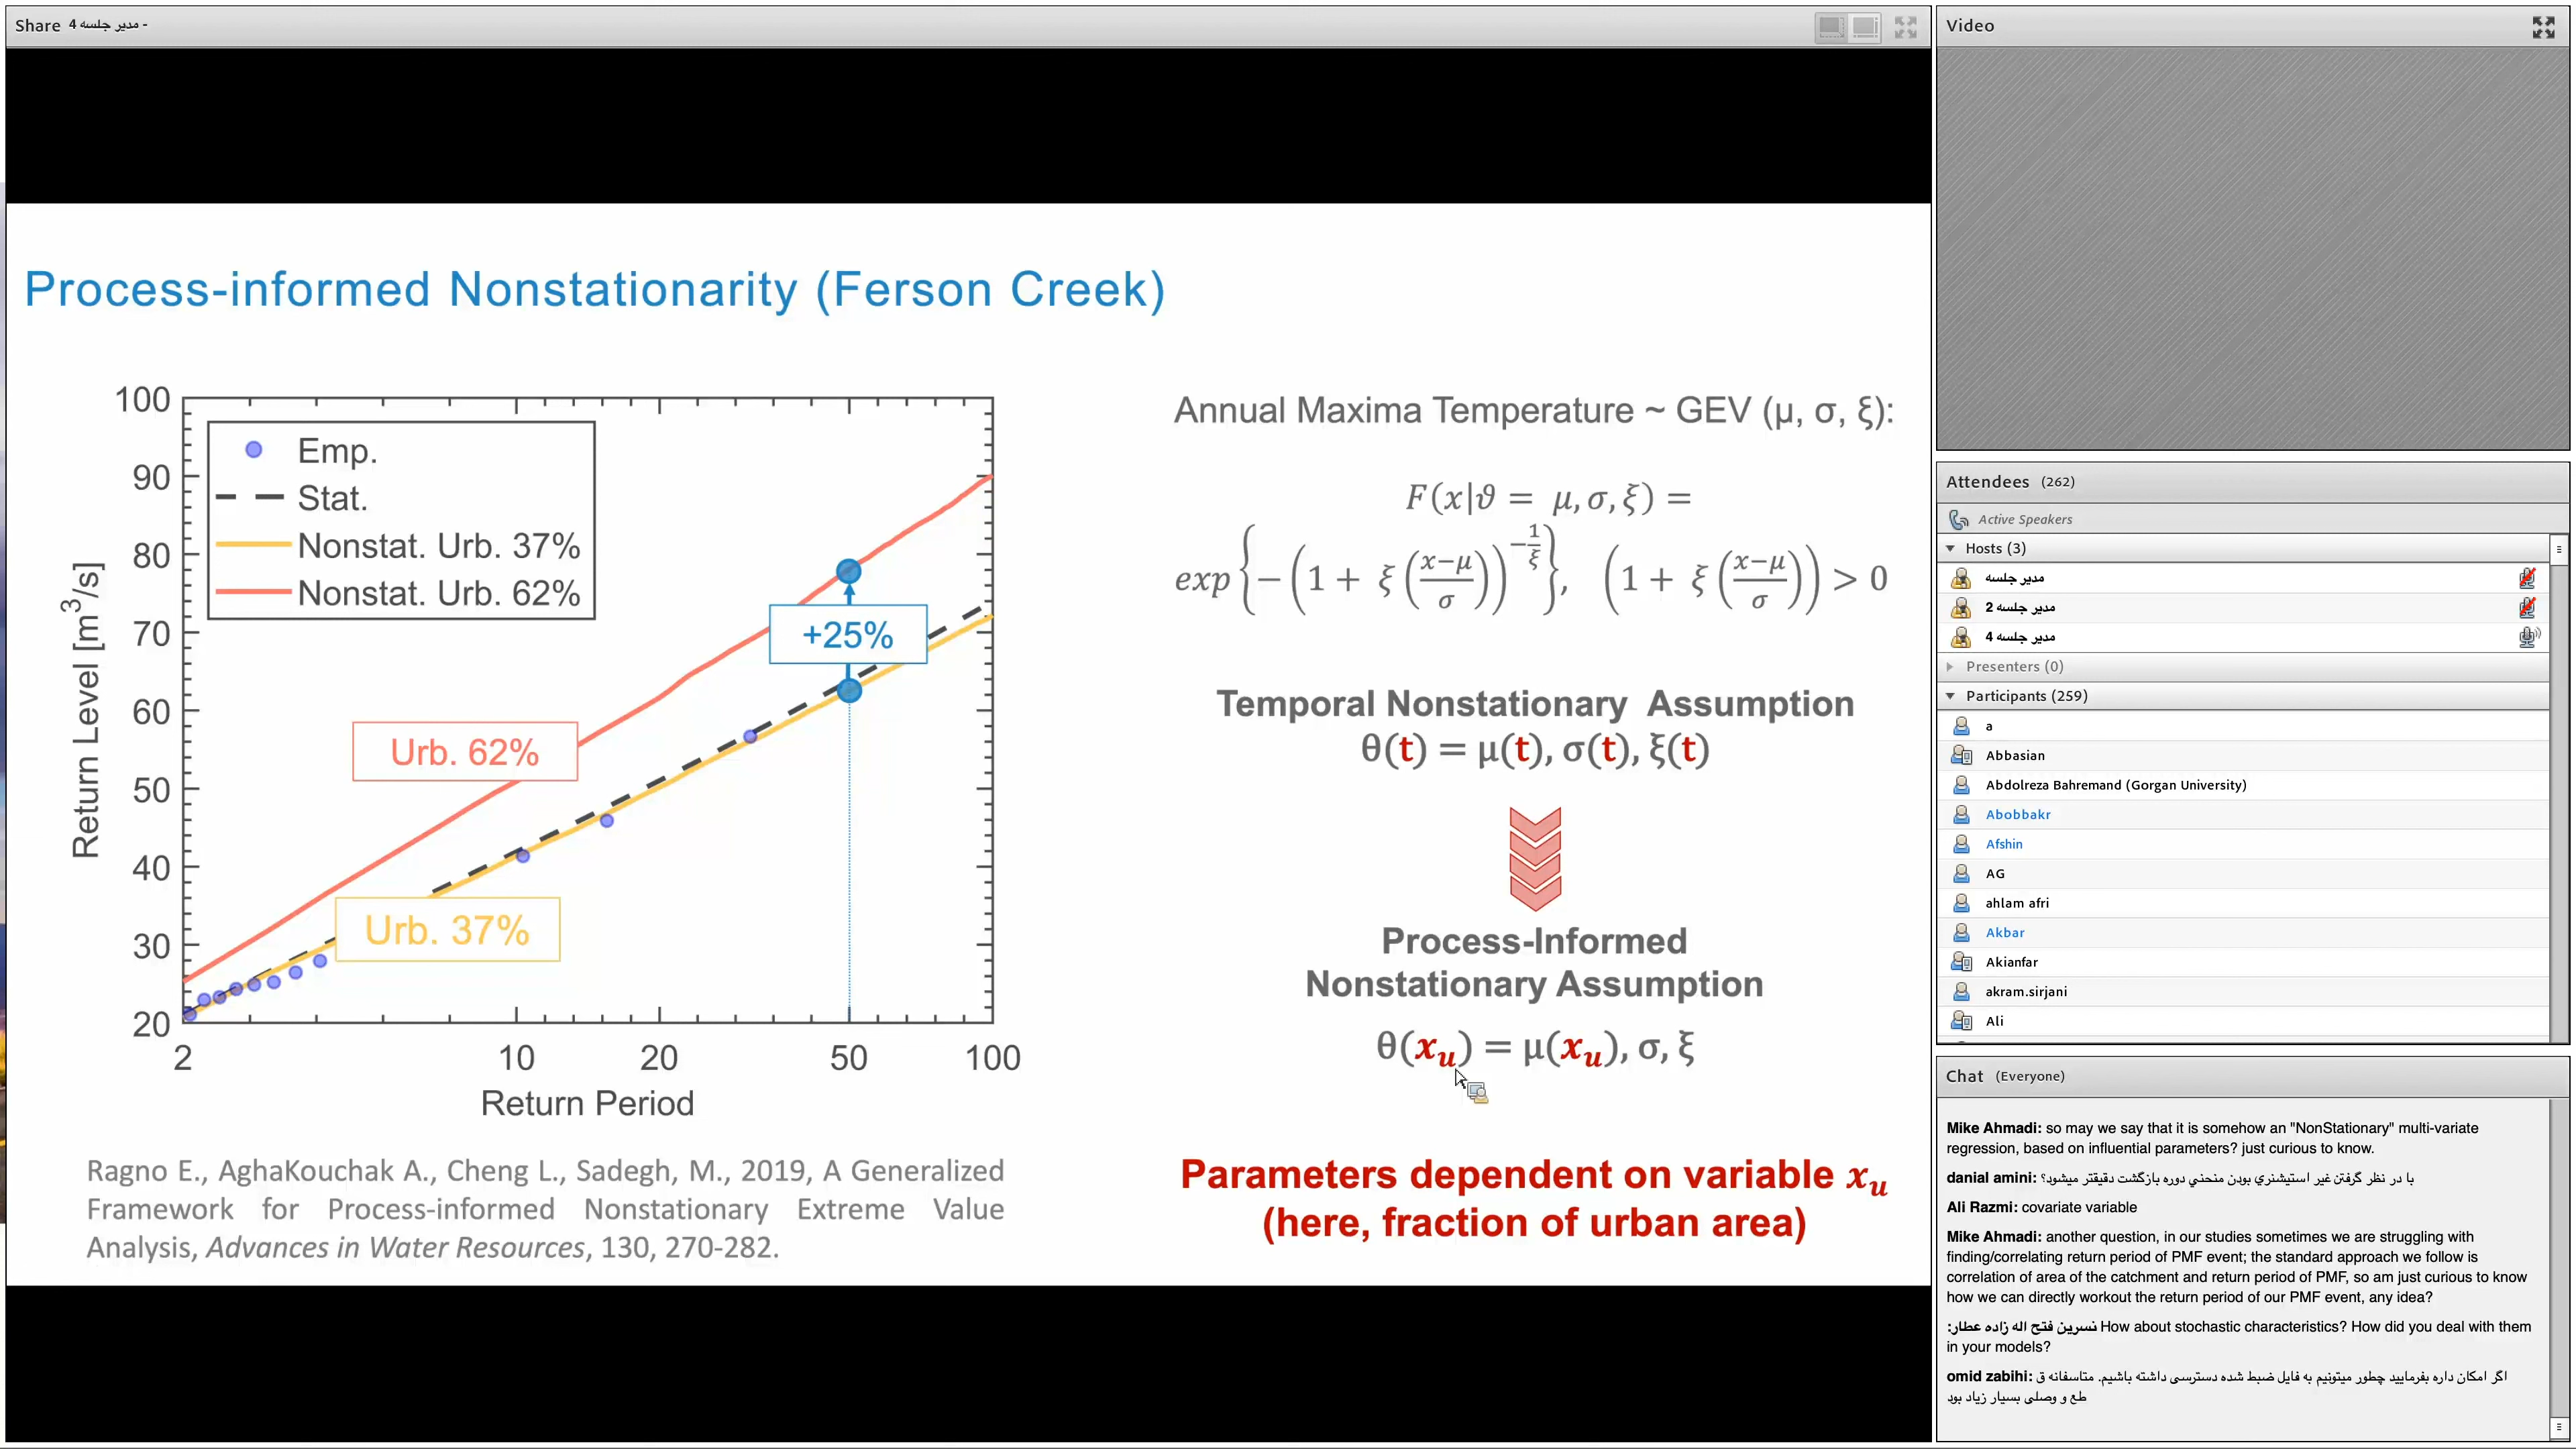 Share مدیر جلسه 4 -
Process-informed Nonstationarity (Ferson Creek)
100
90
80
70
60
50
40
30
20
Return Level [m³/s]
Emp.
Stat.
Nonstat. Urb. 37%
Nonstat. Urb. 62%
+25%
Urb. 62%
Urb. 37%
2 10 20 50 100
Return Period
Ragno E., AghaKouchak A., Cheng L., Sadegh, M., 2019, A Generalized
Framework for Process-informed Nonstationary Extreme Value
Analysis, Advances in Water Resources, 130, 270-282.
Annual Maxima Temperature ~ GEV (μ, σ, ξ):
F(x|ϑ = μ, σ, ξ) =
exp{−(1 + ξ((x−μ)/σ))^(−1/ξ)}, (1 + ξ((x−μ)/σ)) > 0
Temporal Nonstationary Assumption
θ(t) = μ(t), σ(t), ξ(t)
Process-Informed
Nonstationary Assumption
θ(xᵤ) = μ(xᵤ), σ, ξ
Parameters dependent on variable xᵤ
(here, fraction of urban area)
Video
Attendees (262)
Active Speakers
Hosts (3)
مدیر جلسه
مدیر جلسه 2
مدیر جلسه 4
Presenters (0)
Participants (259)
a
Abbasian
Abdolreza Bahremand (Gorgan University)
Abobbakr
Afshin
AG
ahlam afri
Akbar
Akianfar
akram.sirjani
Ali
Chat (Everyone)
Mike Ahmadi: so may we say that it is somehow an "NonStationary" multi-variate
regression, based on influential parameters? just curious to know.
danial amini: با در نظر گرفتن غیر استیشنري بودن منحني دوره بازگشت دقیقتر میشود؟
Ali Razmi: covariate variable
Mike Ahmadi: another question, in our studies sometimes we are struggling with
finding/correlating return period of PMF event; the standard approach we follow is
correlation of area of the catchment and return period of PMF, so am just curious to know
how we can directly workout the return period of our PMF event, any idea?
نسرین فتح اله زاده عطار: How about stochastic characteristics? How did you deal with them
in your models?
omid zabihi: اگر امکان داره بفرمایید چطور میتونیم به فایل ضبط شده دسترسی داشته باشیم. متاسفانه ق
طع و وصلی بسیار زیاد بود